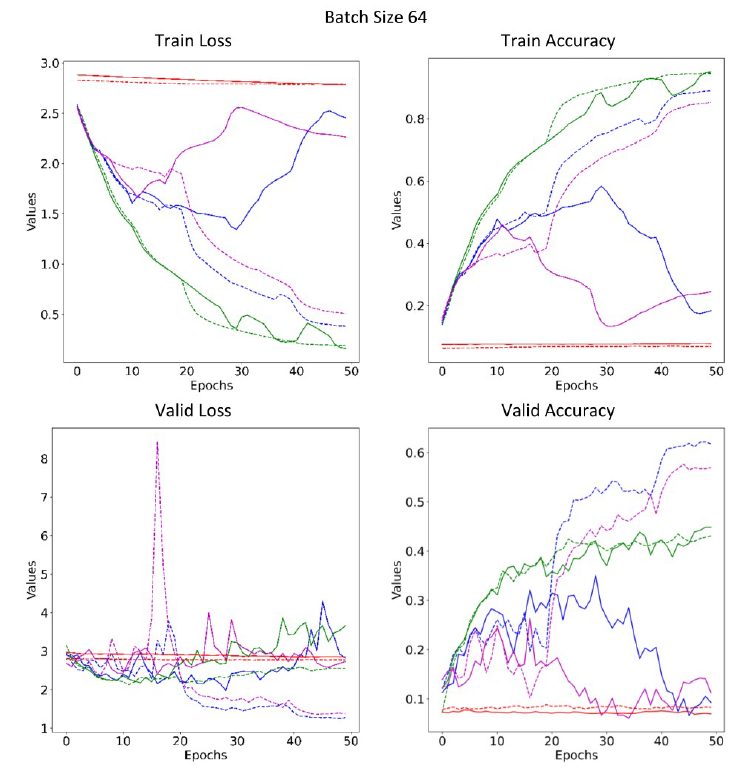 Batch Size 64
Train Loss
Train Accuracy
3.0
2.5
2.0
1.5
1.0
0.5
Values
0 10 20 30 40 50
Epochs
0.8
0.6
0.4
0.2
Values
0 10 20 30 40 50
Epochs
Valid Loss
Valid Accuracy
8
7
6
5
4
3
2
1
Values
0 10 20 30 40 50
Epochs
0.6
0.5
0.4
0.3
0.2
0.1
Values
0 10 20 30 40 50
Epochs